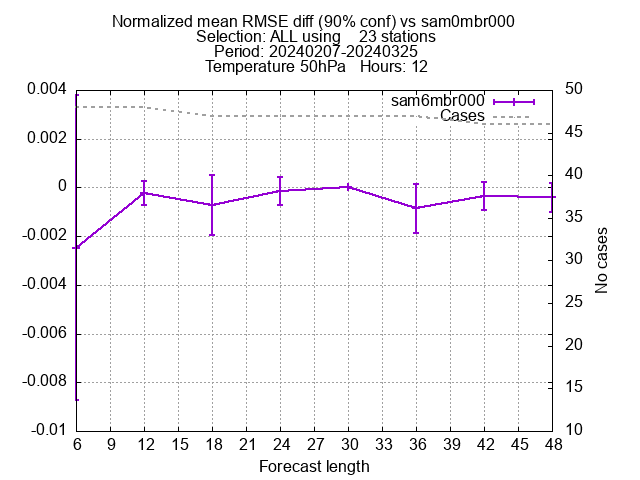 Normalized mean RMSE diff (90% conf) vs sam0mbr000
Selection: ALL using    23 stations
Period: 20240207-20240325
Temperature 50hPa   Hours: 12
sam6mbr000
Cases
0.004
0.002
0
-0.002
-0.004
-0.006
-0.008
-0.01
50
45
40
35
30
25
20
15
10
No cases
6 9 12 15 18 21 24 27 30 33 36 39 42 45 48
Forecast length